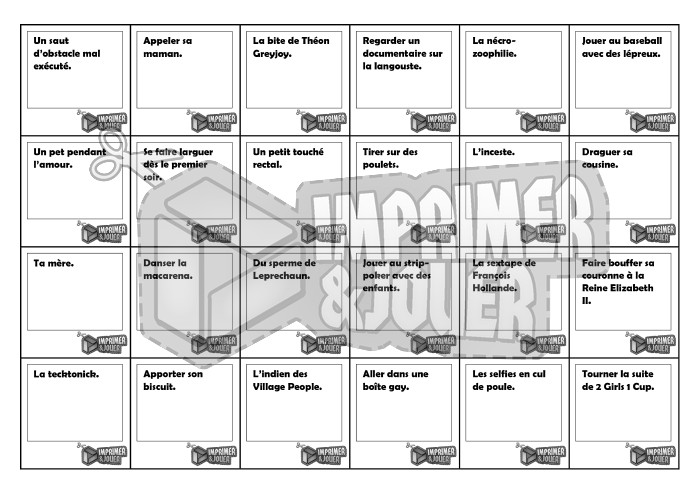 Un saut
d'obstacle mal
exécuté.
Appeler sa
maman.
La bite de Théon
Greyjoy.
Regarder un
documentaire sur
la langouste.
La nécro-
zoophilie.
Jouer au baseball
avec des lépreux.
IMPRIMER
&JOUER
IMPRIMER
&JOUER
IMPRIMER
&JOUER
IMPRIMER
&JOUER
IMPRIMER
&JOUER
IMPRIMER
&JOUER
Un pet pendant
l'amour.
Se faire larguer
dès le premier
soir.
Un petit touché
rectal.
Tirer sur des
poulets.
L'inceste.
Draguer sa
cousine.
IMPRIMER
&JOUER
IMPRIMER
&JOUER
IMPRIMER
&JOUER
IMPRIMER
&JOUER
IMPRIMER
&JOUER
IMPRIMER
&JOUER
IMPRIMER
&JOUER
Ta mère.
Danser la
macarena.
Du sperme de
Leprechaun.
Jouer au strip-
poker avec des
enfants.
La sextape de
François
Hollande.
Faire bouffer sa
couronne à la
Reine Elizabeth
II.
IMPRIMER
&JOUER
IMPRIMER
&JOUER
IMPRIMER
&JOUER
IMPRIMER
&JOUER
IMPRIMER
&JOUER
IMPRIMER
&JOUER
La tecktonick.
Apporter son
biscuit.
L'indien des
Village People.
Aller dans une
boîte gay.
Les selfies en cul
de poule.
Tourner la suite
de 2 Girls 1 Cup.
IMPRIMER
&JOUER
IMPRIMER
&JOUER
IMPRIMER
&JOUER
IMPRIMER
&JOUER
IMPRIMER
&JOUER
IMPRIMER
&JOUER